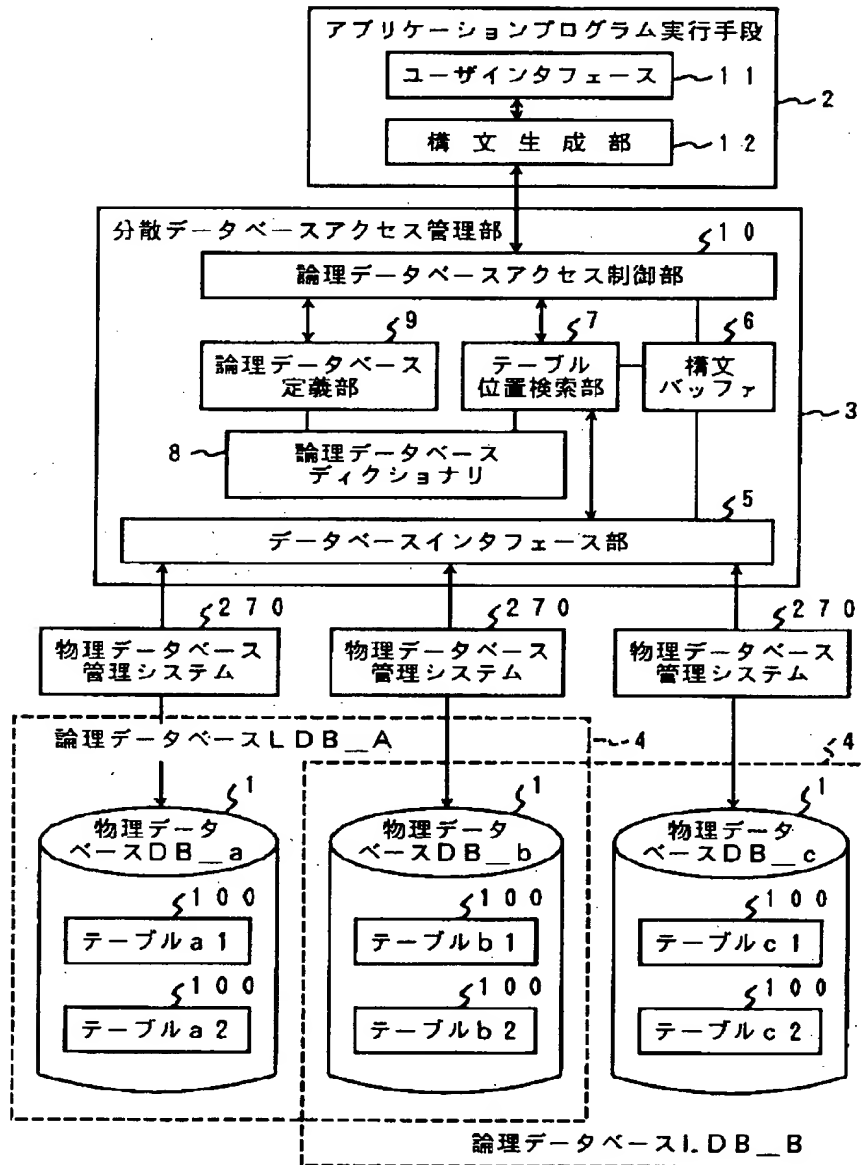 アプリケーションプログラム実行手段
ユーザインタフェース
11
2
構文生成部
12
分散データベースアクセス管理部
10
論理データベースアクセス制御部
9
7
6
論理データベース
定義部
テーブル
位置検索部
構文
バッファ
3
8
論理データベース
ディクショナリ
5
データベースインタフェース部
270
270
270
物理データベース
管理システム
物理データベース
管理システム
物理データベース
管理システム
論理データベースLDB__A
4
4
1
1
1
物理データ
ベースDB__a
物理データ
ベースDB__b
物理データ
ベースDB__c
100
100
100
テーブルa1
テーブルb1
テーブルc1
100
100
100
テーブルa2
テーブルb2
テーブルc2
論理データベースLDB__B